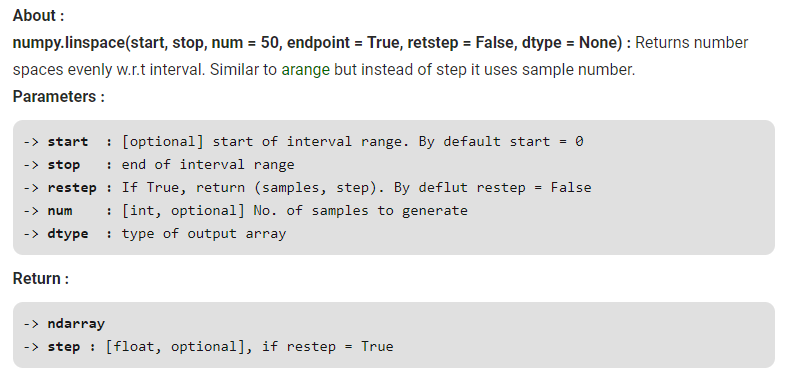 About :
numpy.linspace(start, stop, num = 50, endpoint = True, retstep = False, dtype = None) : Returns number
spaces evenly w.r.t interval. Similar to arange but instead of step it uses sample number.
Parameters :
-> start  : [optional] start of interval range. By default start = 0
-> stop   : end of interval range
-> restep : If True, return (samples, step). By deflut restep = False
-> num    : [int, optional] No. of samples to generate
-> dtype  : type of output array
Return :
-> ndarray
-> step : [float, optional], if restep = True